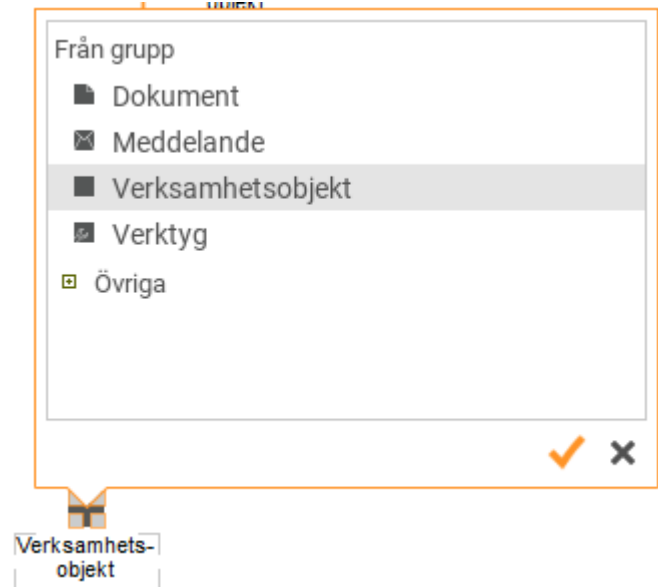 Från grupp
Dokument
Meddelande
Verksamhetsobjekt
Verktyg
Övriga
Verksamhets-
objekt